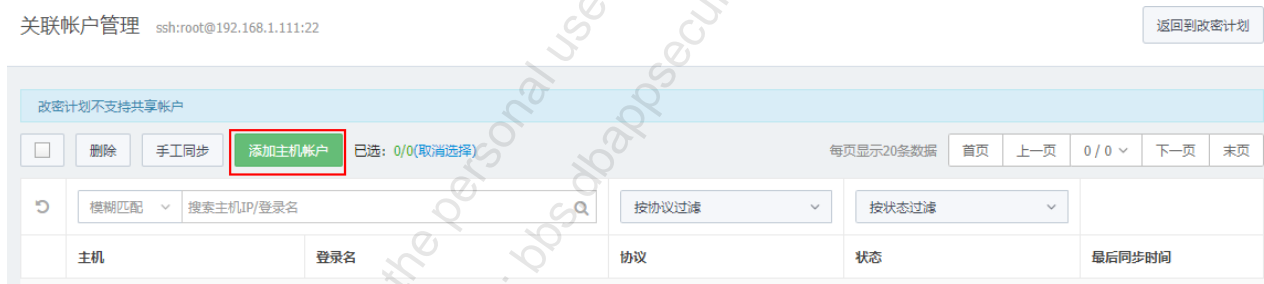 关联帐户管理 ssh:root@192.168.1.111:22 返回到改密计划
改密计划不支持共享帐户
删除 手工同步 添加主机帐户 已选：0/0(取消选择) 每页显示20条数据 首页 上一页 0 / 0 下一页 末页
模糊匹配 搜索主机IP/登录名 按协议过滤 按状态过滤
主机 登录名 协议 状态 最后同步时间
the personal use
: bbs.dbappsecur